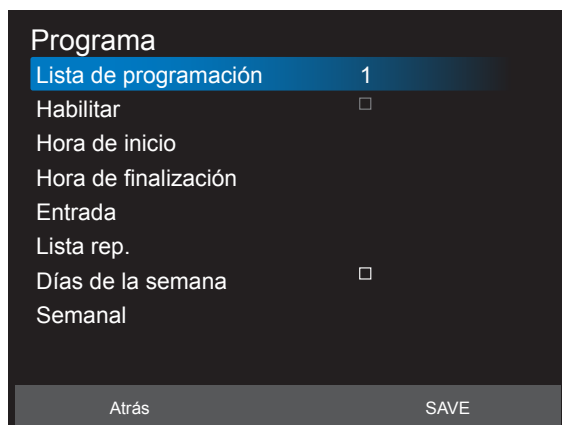 Programa
Lista de programación 1
Habilitar
Hora de inicio
Hora de finalización
Entrada
Lista rep.
Días de la semana
Semanal
Atrás SAVE